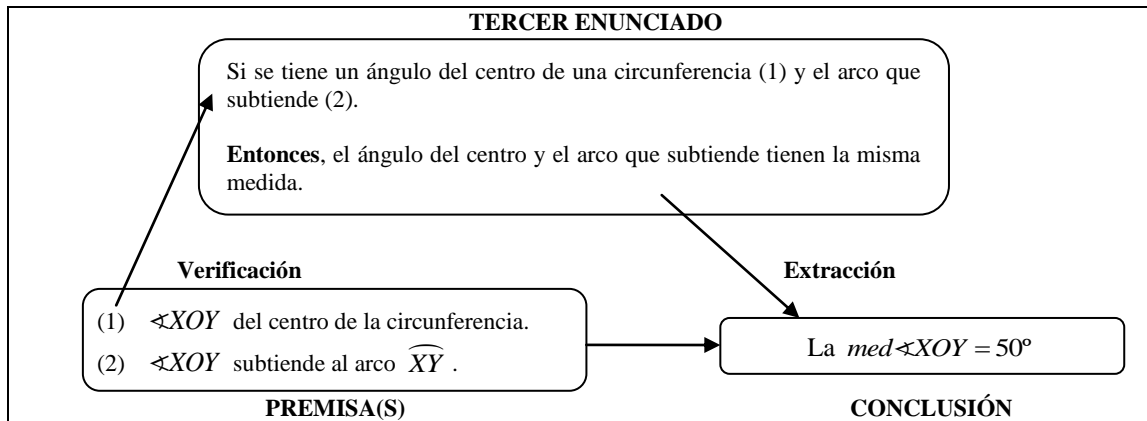 TERCER ENUNCIADO
Si se tiene un ángulo del centro de una circunferencia (1) y el arco que
subtiende (2).
Entonces, el ángulo del centro y el arco que subtiende tienen la misma
medida.
Verificación
Extracción
(1) ∢XOY del centro de la circunferencia.
(2) ∢XOY subtiende al arco \widehat{XY} .
La med∢XOY = 50º
PREMISA(S)
CONCLUSIÓN